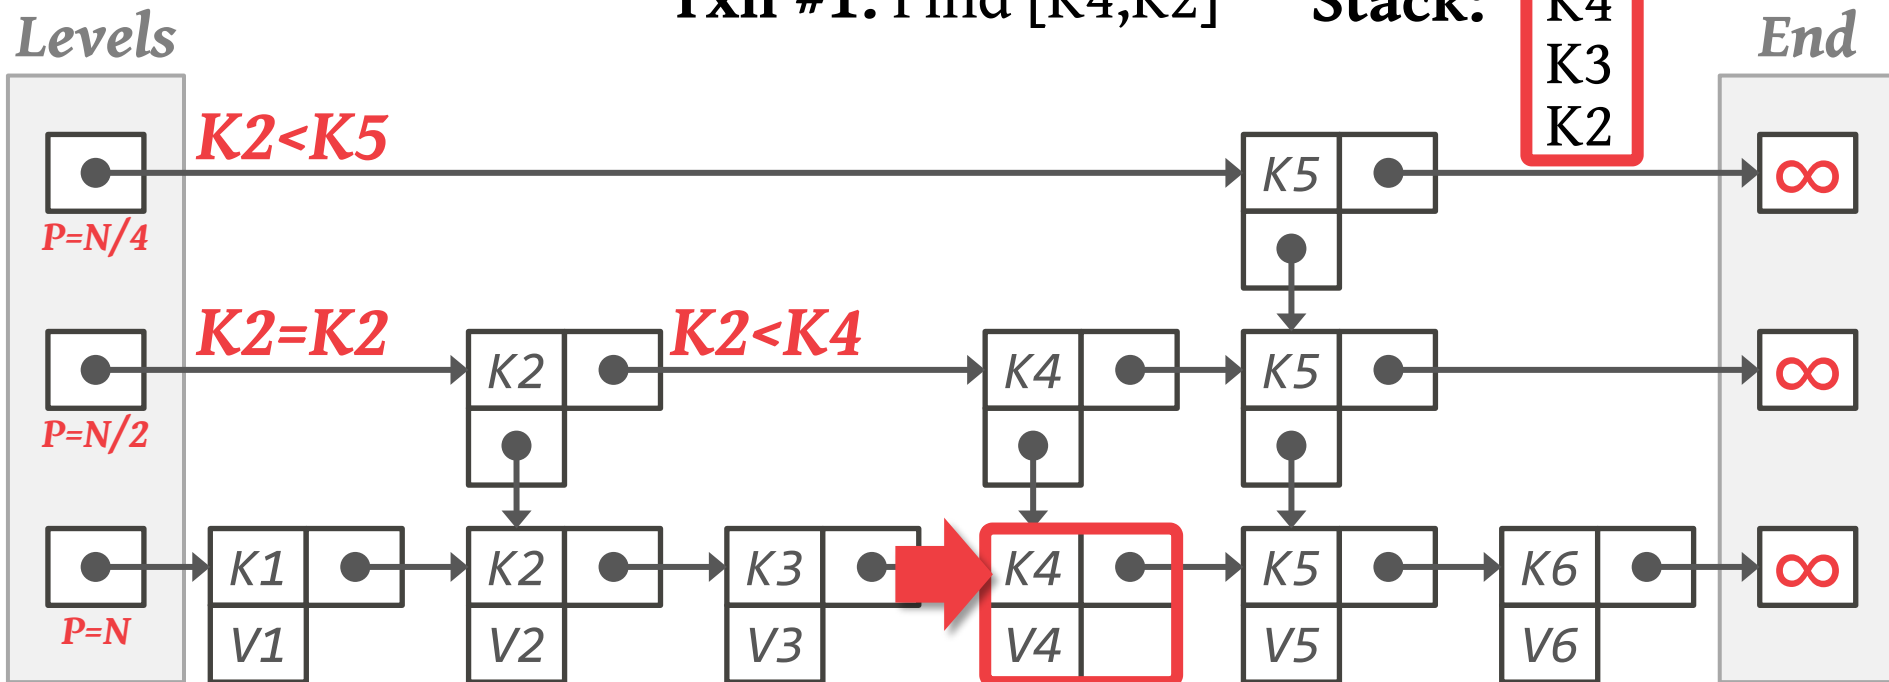 Txn #1: Find [K4,K2] Stack: K4
Levels End
K3
K2
K2<K5
K5 ∞
P=N/4
K2=K2 K2<K4
K2 K4 K5 ∞
P=N/2
K1 K2 K3 K4 K5 K6 ∞
P=N
V1 V2 V3 V4 V5 V6